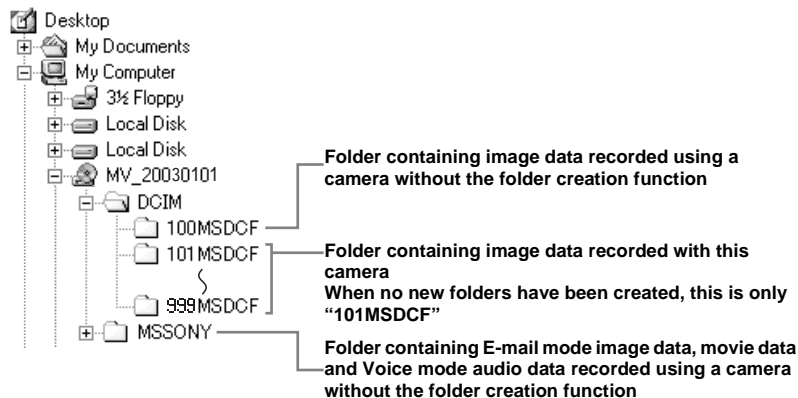 Desktop
My Documents
My Computer
3½ Floppy
Local Disk
Local Disk
MV_20030101
DCIM
100MSDCF
101MSDCF
999MSDCF
MSSONY
Folder containing image data recorded using a
camera without the folder creation function
Folder containing image data recorded with this
camera
When no new folders have been created, this is only
“101MSDCF”
Folder containing E-mail mode image data, movie data
and Voice mode audio data recorded using a camera
without the folder creation function